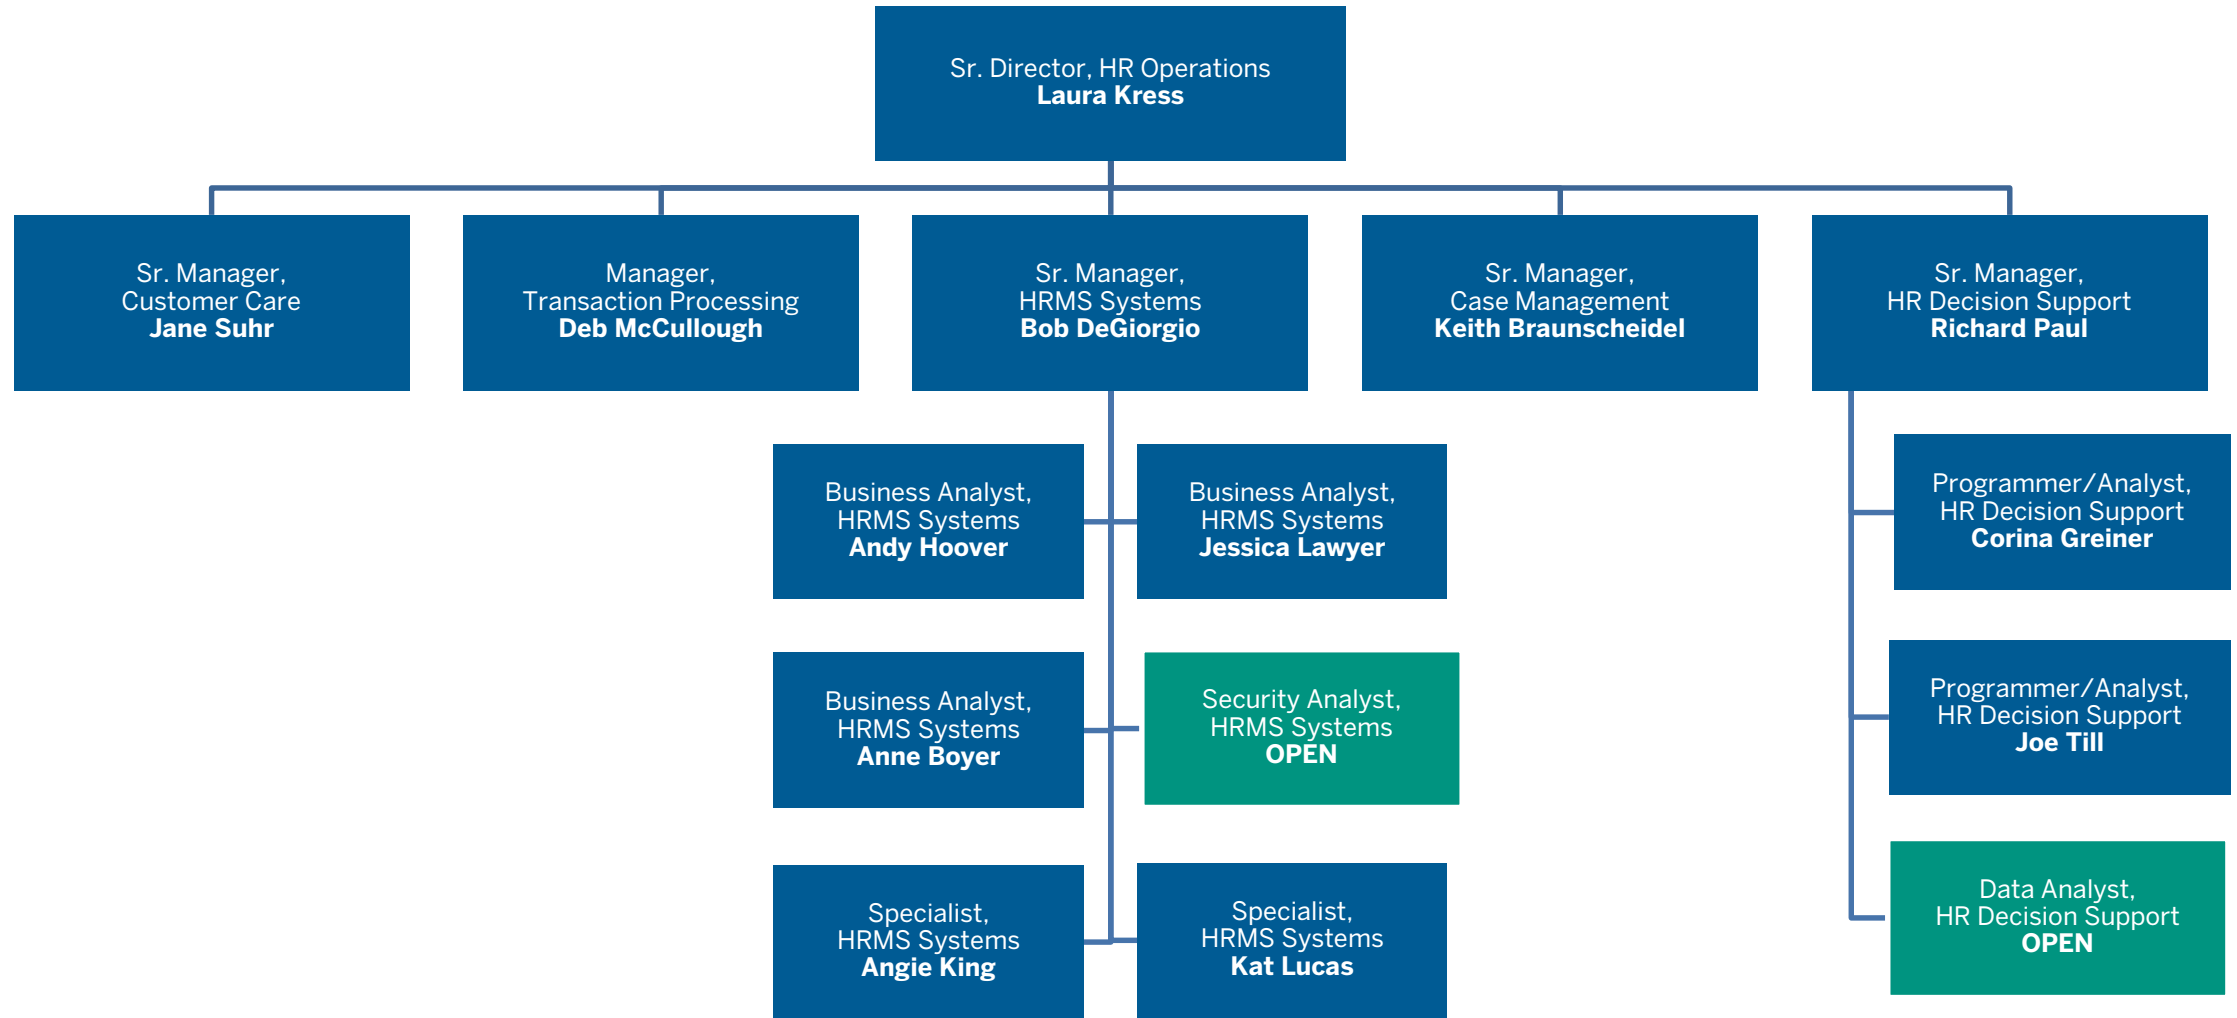 Sr. Director, HR Operations
Laura Kress
Sr. Manager,
Customer Care
Jane Suhr
Manager,
Transaction Processing
Deb McCullough
Sr. Manager,
HRMS Systems
Bob DeGiorgio
Sr. Manager,
Case Management
Keith Braunscheidel
Sr. Manager,
HR Decision Support
Richard Paul
Business Analyst,
HRMS Systems
Andy Hoover
Business Analyst,
HRMS Systems
Jessica Lawyer
Programmer/Analyst,
HR Decision Support
Corina Greiner
Business Analyst,
HRMS Systems
Anne Boyer
Security Analyst,
HRMS Systems
OPEN
Programmer/Analyst,
HR Decision Support
Joe Till
Specialist,
HRMS Systems
Angie King
Specialist,
HRMS Systems
Kat Lucas
Data Analyst,
HR Decision Support
OPEN